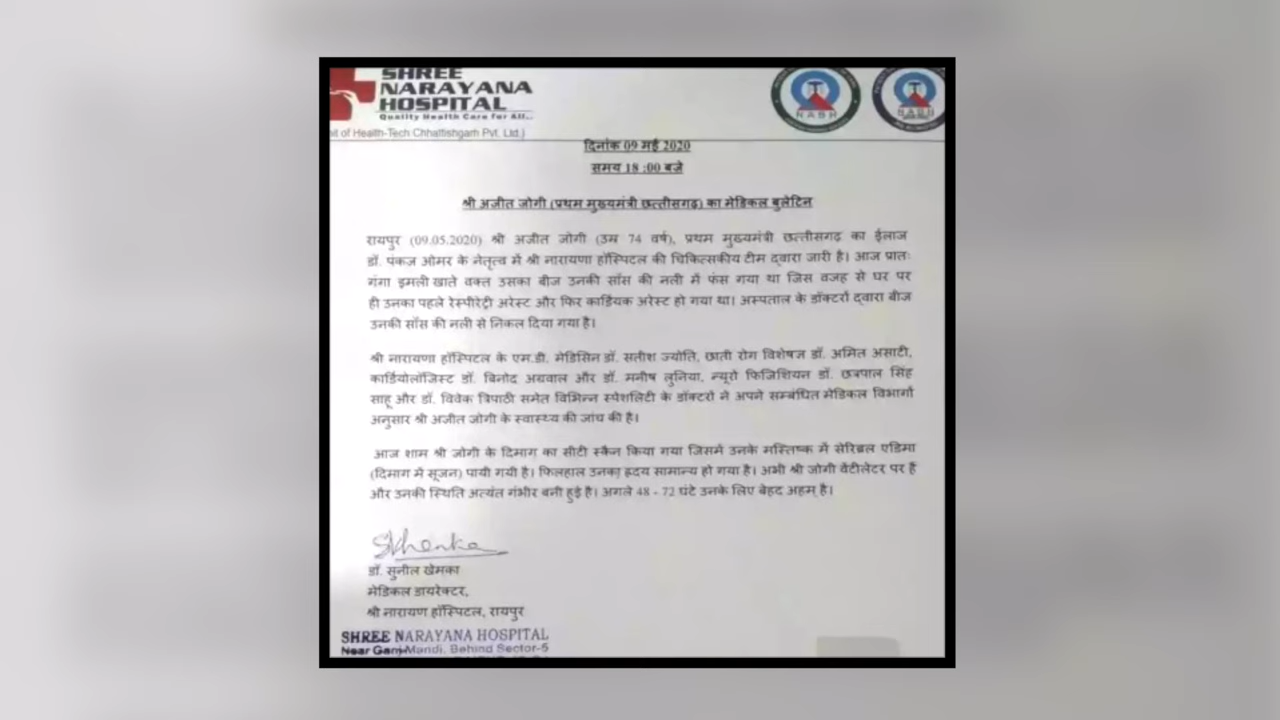 SHREE
NARAYANA
HOSPITAL
Quality Health Care for All...
it of Health-Tech Chhattishgarh Pvt. Ltd.)
NABH
दिनांक 09 मई 2020
समय 18 :00 बजे
श्री अजीत जोगी (प्रथम मुख्यमंत्री छत्तीसगढ़) का मेडिकल बुलेटिन
रायपुर (09.05.2020) श्री अजीत जोगी (उम्र 74 वर्ष), प्रथम मुख्यमंत्री छत्तीसगढ़ का ईलाज
डॉ. पंकज ओमर के नेतृत्व में श्री नारायणा हॉस्पिटल की चिकित्सकीय टीम द्वारा जारी है। आज प्रातः
गंगा इमली खाते वक्त उसका बीज उनकी साँस की नली में फंस गया था जिस वजह से घर पर
ही उनका पहले रेस्पीरेट्री अरेस्ट और फिर कार्डियक अरेस्ट हो गया था। अस्पताल के डॉक्टरों द्वारा बीज
उनकी साँस की नली से निकल दिया गया है।
श्री नारायणा हॉस्पिटल के एम.डी. मेडिसिन डॉ. सतीश ज्योति, छाती रोग विशेषज डॉ. अमित असाटी,
कार्डियोलॉजिस्ट डॉ. बिनोद अग्रवाल और डॉ. मनीष लुनिया, न्यूरो फिजिशियन डॉ. छत्रपाल सिंह
साहू और डॉ. विवेक त्रिपाठी समेत विभिन्न स्पेशलिटी के डॉक्टरो ने अपने सम्बंधित मेडिकल विभागों
अनुसार श्री अजीत जोगी के स्वास्थ्य की जांच की है।
आज शाम श्री जोगी के दिमाग का सीटी स्कैन किया गया जिसमें उनके मस्तिष्क में सेरिब्रल एडिमा
(दिमाग में सूजन) पायी गयी है। फिलहाल उनका ह्रदय सामान्य हो गया है। अभी श्री जोगी वेंटीलेटर पर है
और उनकी स्थिति अत्यंत गंभीर बनी हुई है। अगले 48 - 72 घंटे उनके लिए बेहद अहम् है।
डॉ. सुनील खेमका
मेडिकल डायरेक्टर,
श्री नारायण हॉस्पिटल, रायपुर
SHREE NARAYANA HOSPITAL
Near Ganj Mandi, Behind Sector-5